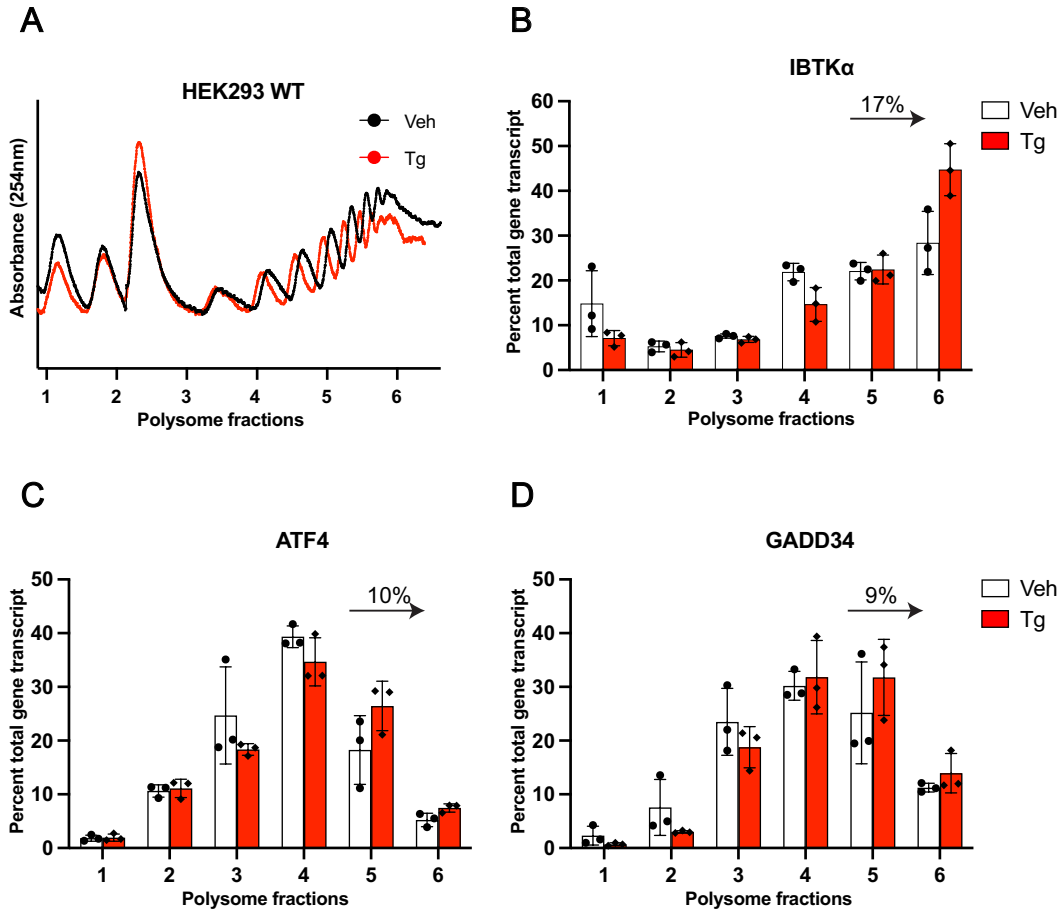 A
HEK293 WT
Veh
Tg
Absorbance (254nm)
1 2 3 4 5 6
Polysome fractions
B
IBTKα
17%
Veh
Tg
Percent total gene transcript
60
50
40
30
20
10
0
1 2 3 4 5 6
Polysome fractions
C
ATF4
10%
Percent total gene transcript
50
40
30
20
10
0
1 2 3 4 5 6
Polysome fractions
D
GADD34
9%
Veh
Tg
Percent total gene transcript
50
40
30
20
10
0
1 2 3 4 5 6
Polysome fractions